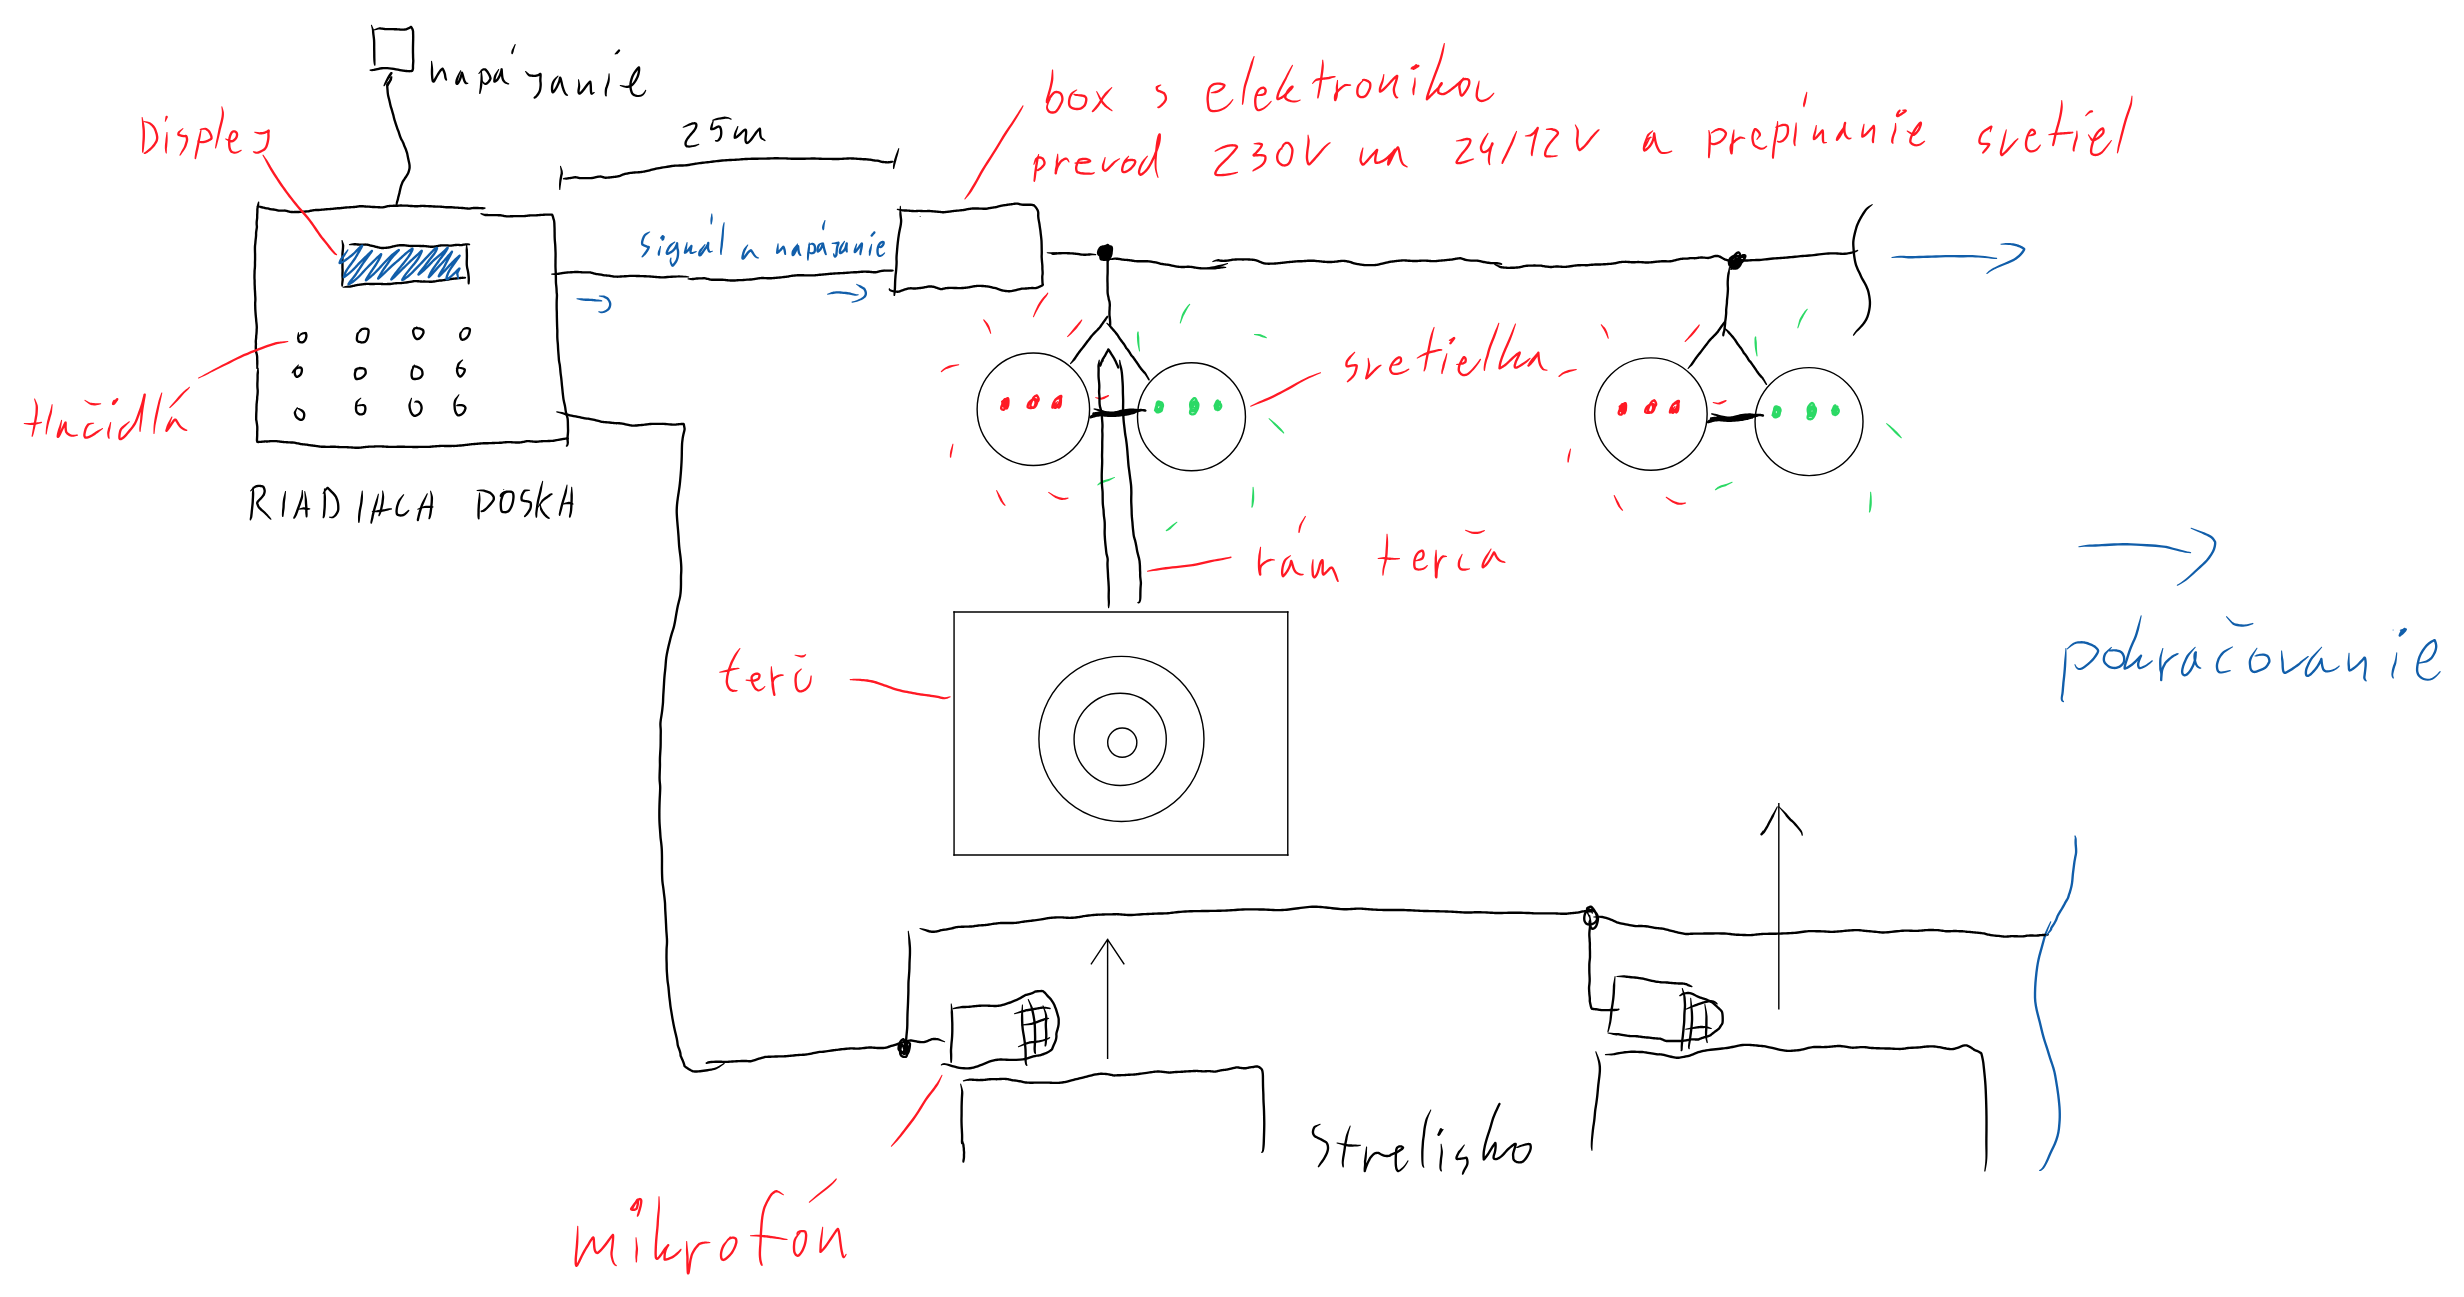 napájanie
Displej
25m
box s elektronikou
prevod 230V na 24/12V a prepínanie svetiel
signál a napájanie
tlačidlá
svetielka
RIADIACA DOSKA
rám terča
terč
pokračovanie
strelisko
mikrofón